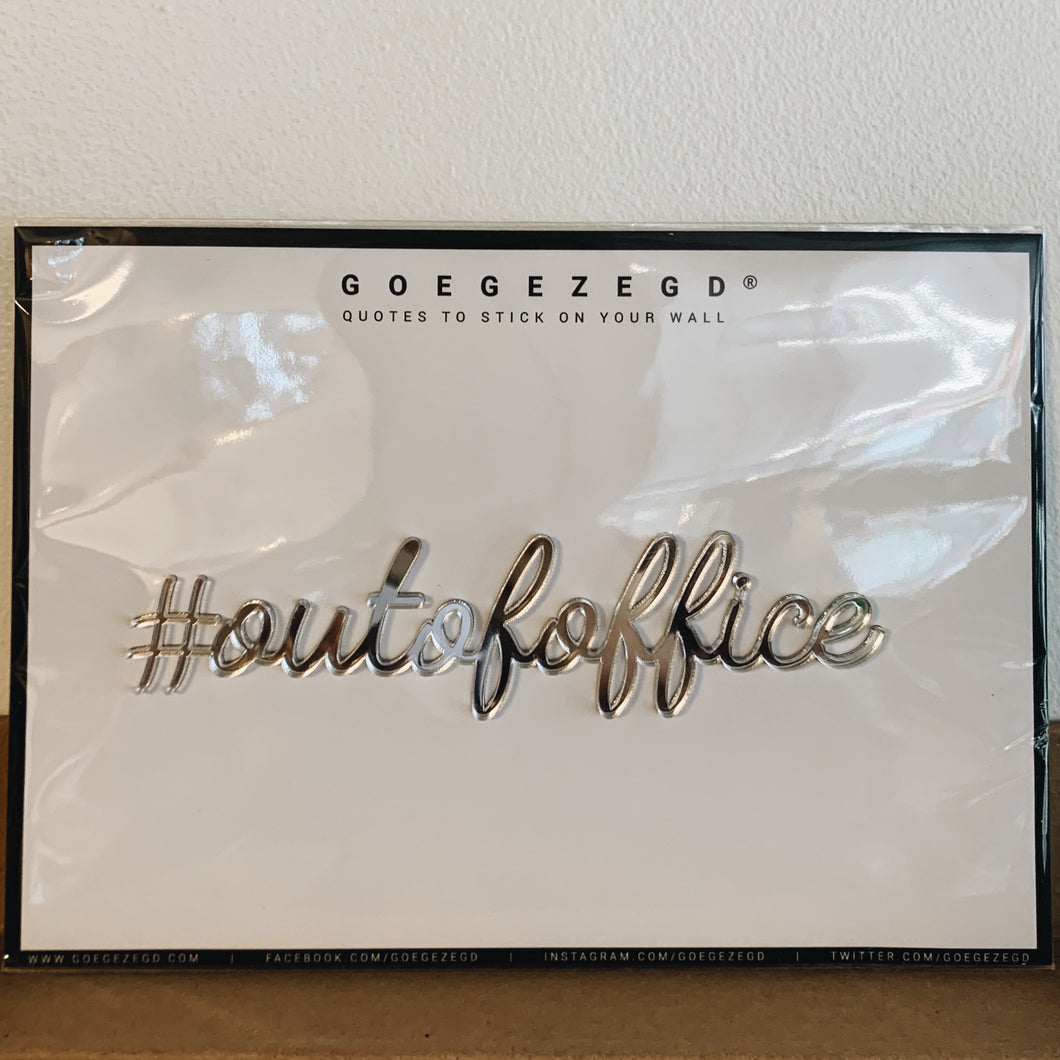 GOEGEZEGD®
QUOTES TO STICK ON YOUR WALL
#outofoffice
WWW.GOEGEZEGD.COM | FACEBOOK.COM/GOEGEZEGD | INSTAGRAM.COM/GOEGEZEGD | TWITTER.COM/GOEGEZEGD